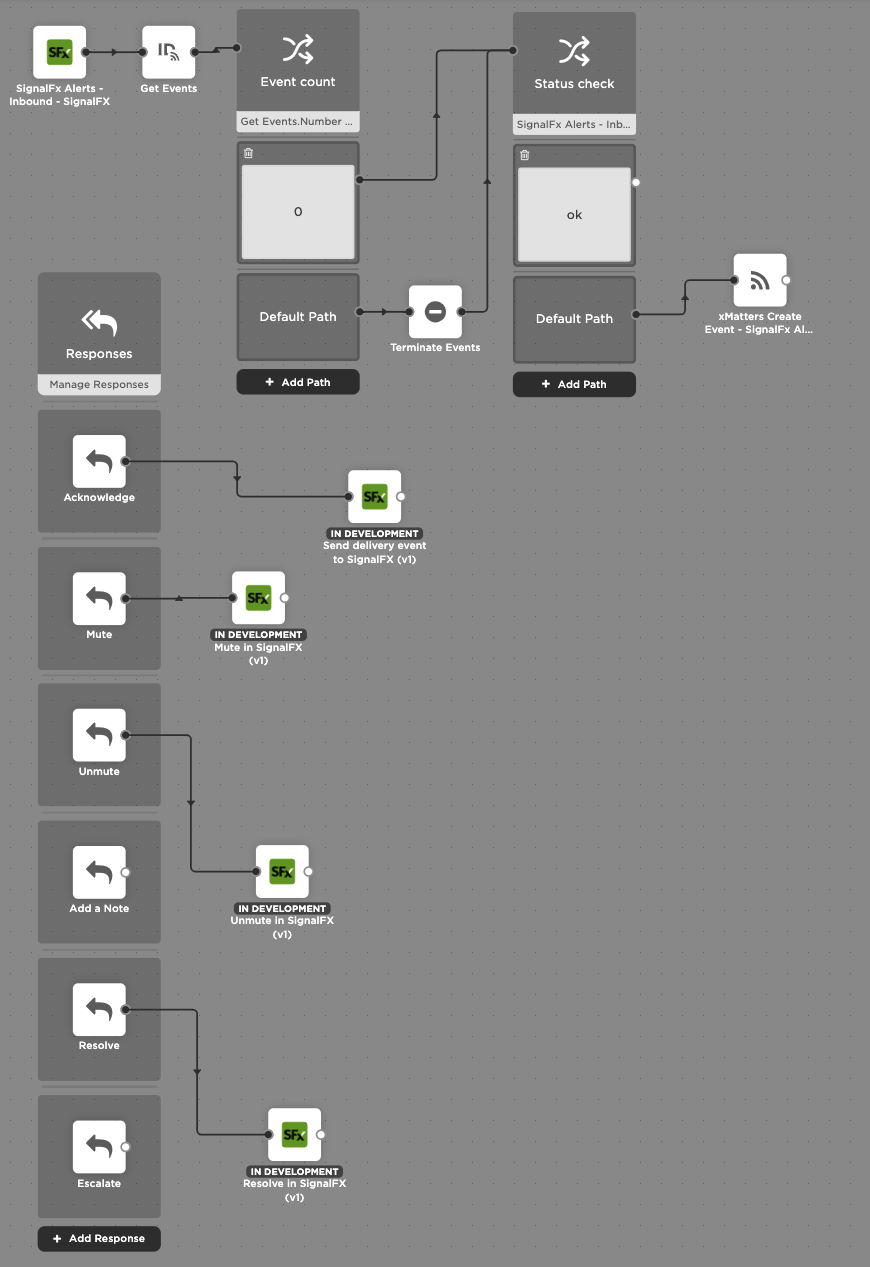 SFx
SignalFx Alerts -
Inbound - SignalFX
Get Events
Event count
Get Events.Number ...
0
Default Path
+ Add Path
Terminate Events
Status check
SignalFx Alerts - Inb...
ok
Default Path
+ Add Path
xMatters Create
Event - SignalFx Al...
Responses
Manage Responses
Acknowledge
SFx
IN DEVELOPMENT
Send delivery event
to SignalFX (v1)
Mute
SFx
IN DEVELOPMENT
Mute in SignalFX
(v1)
Unmute
SFx
IN DEVELOPMENT
Unmute in SignalFX
(v1)
Add a Note
Resolve
SFx
IN DEVELOPMENT
Resolve in SignalFX
(v1)
Escalate
+ Add Response